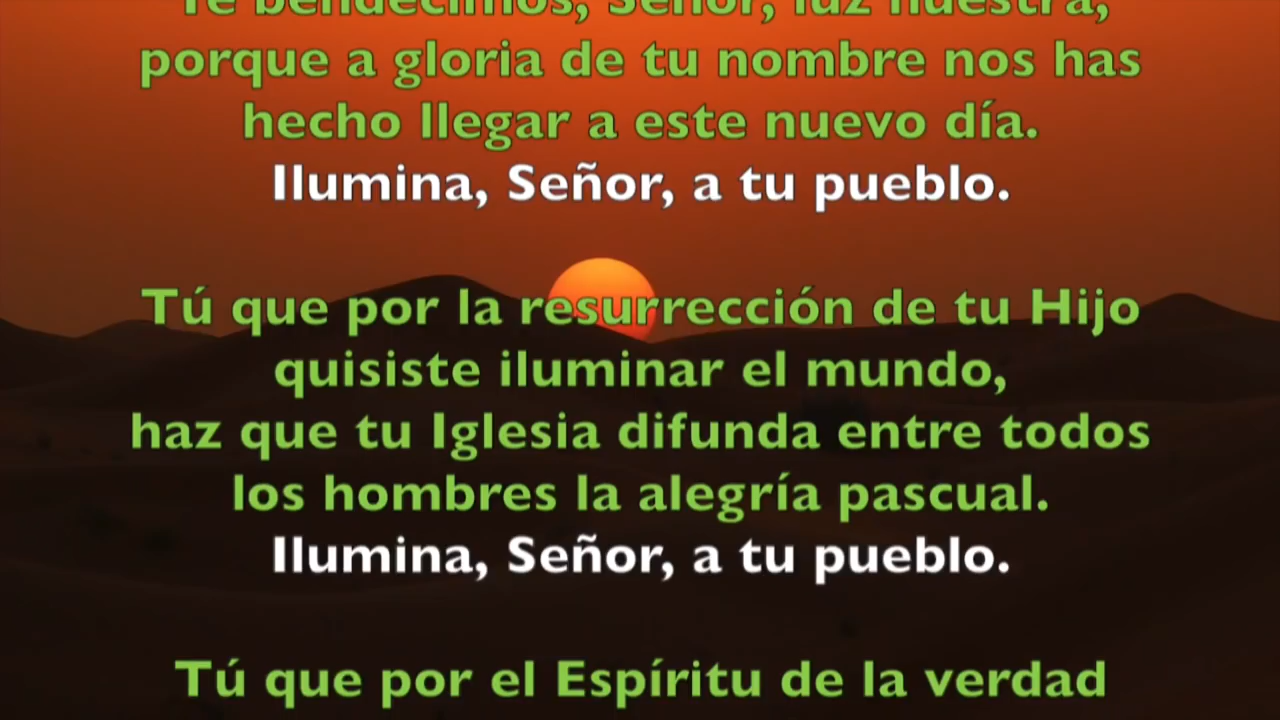 Te bendecimos, Señor, luz nuestra,
porque a gloria de tu nombre nos has
hecho llegar a este nuevo día.
Ilumina, Señor, a tu pueblo.
Tú que por la resurrección de tu Hijo
quisiste iluminar el mundo,
haz que tu Iglesia difunda entre todos
los hombres la alegría pascual.
Ilumina, Señor, a tu pueblo.
Tú que por el Espíritu de la verdad